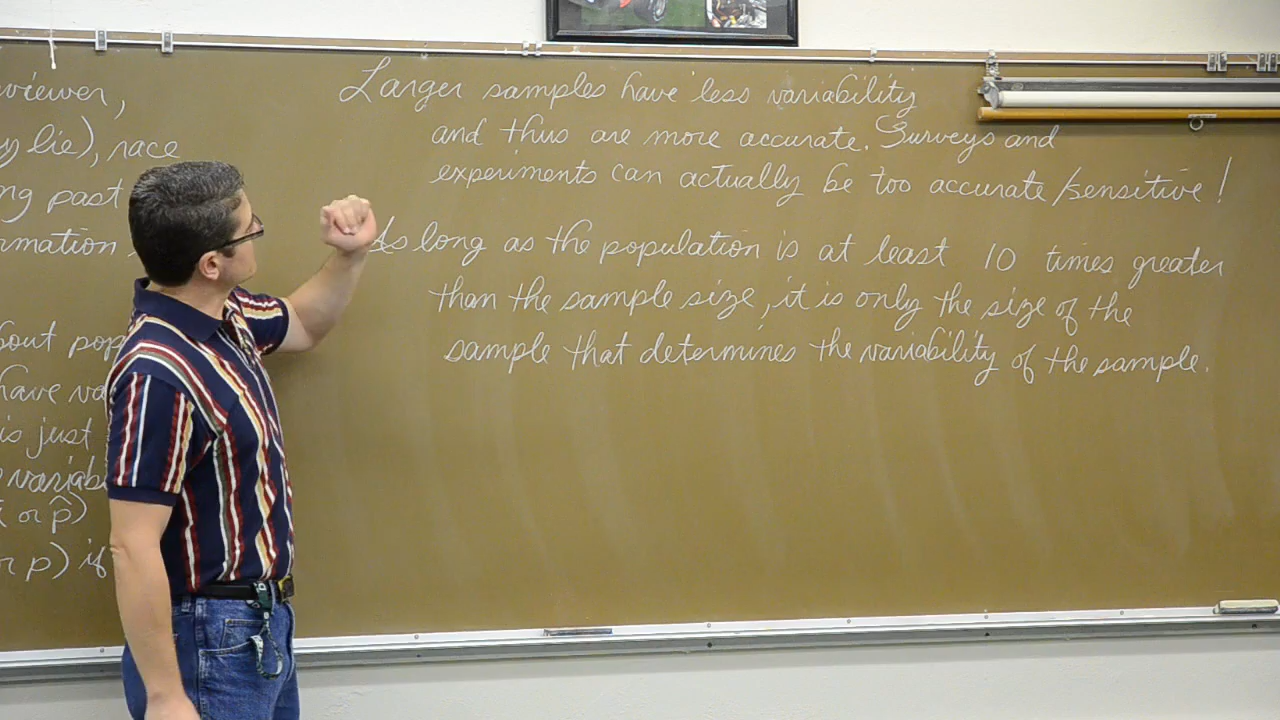 viewer,
y lie), race
ng past
rmation
bout pop
have va
is just
variab
or p̂)
or p) if
Larger samples have less variability
and thus are more accurate. Surveys and
experiments can actually be too accurate/sensitive!
As long as the population is at least 10 times greater
than the sample size, it is only the size of the
sample that determines the variability of the sample.